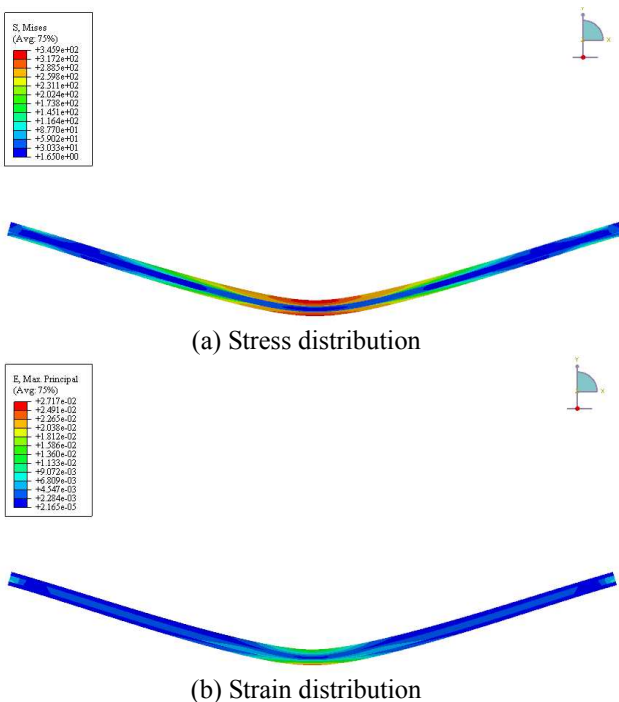 S, Mises
(Avg: 75%)
+3.459e+02
+3.172e+02
+2.885e+02
+2.598e+02
+2.311e+02
+2.024e+02
+1.738e+02
+1.451e+02
+1.164e+02
+8.770e+01
+5.902e+01
+3.033e+01
+1.650e+00
Y
X
(a) Stress distribution
E, Max. Principal
(Avg: 75%)
+2.717e-02
+2.491e-02
+2.265e-02
+2.038e-02
+1.812e-02
+1.586e-02
+1.360e-02
+1.133e-02
+9.072e-03
+6.809e-03
+4.547e-03
+2.284e-03
+2.165e-05
Y
X
(b) Strain distribution